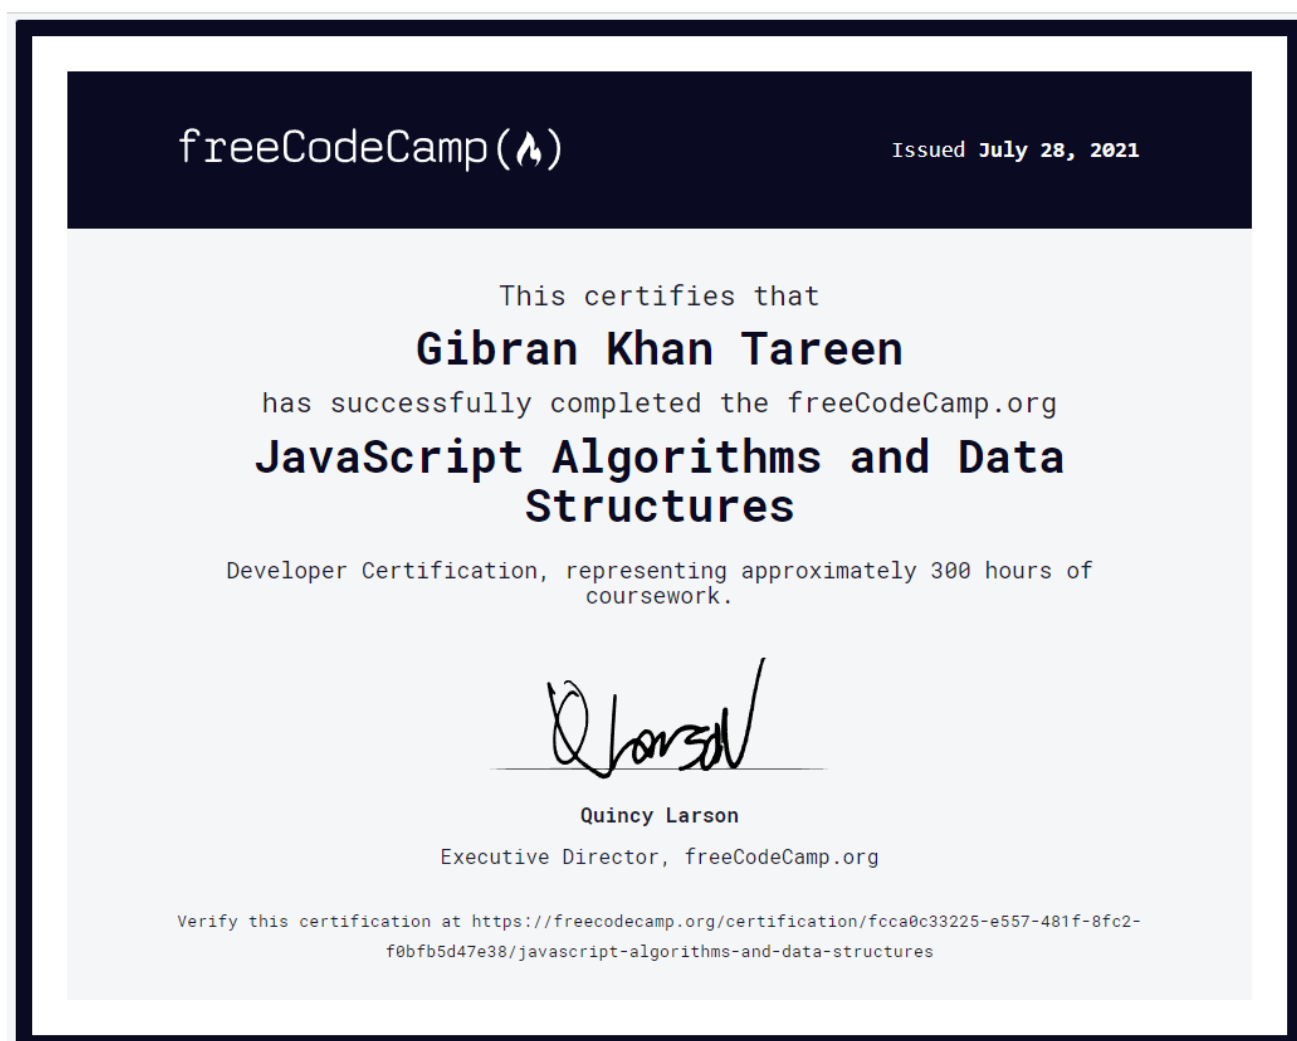 freeCodeCamp(🔥)
Issued July 28, 2021
This certifies that
Gibran Khan Tareen
has successfully completed the freeCodeCamp.org
JavaScript Algorithms and Data
Structures
Developer Certification, representing approximately 300 hours of
coursework.
Q Larson
Quincy Larson
Executive Director, freeCodeCamp.org
Verify this certification at https://freecodecamp.org/certification/fcca0c33225-e557-481f-8fc2-
f0bfb5d47e38/javascript-algorithms-and-data-structures